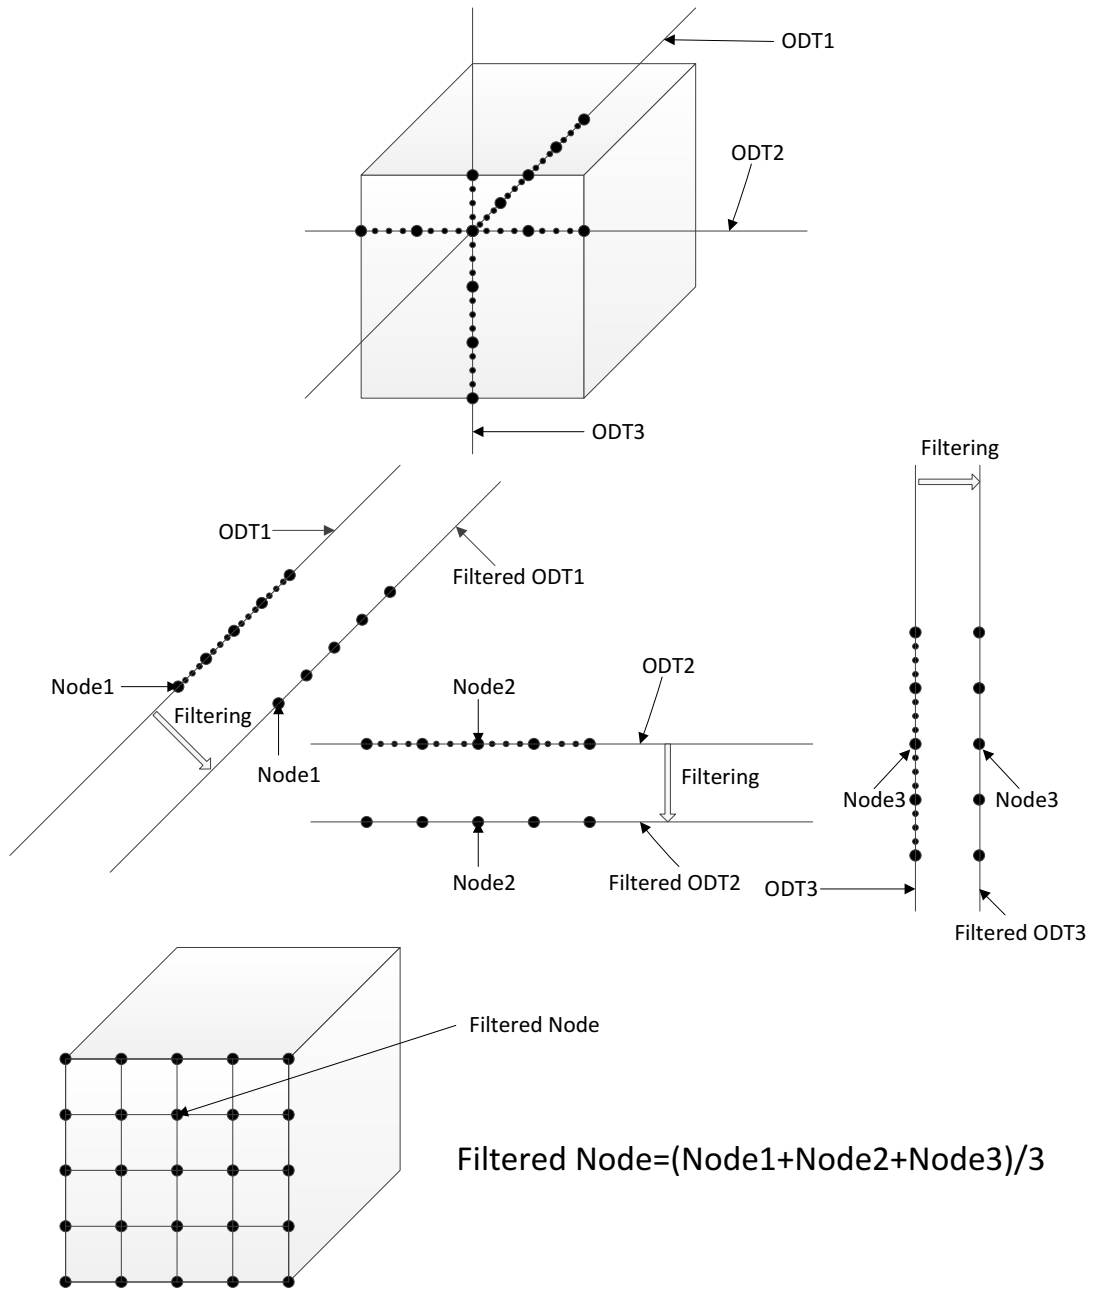 ODT1
ODT2
ODT3
Filtering
ODT1
Filtered ODT1
Node1
Filtering
Node1
Node2
ODT2
Filtering
Node2
Filtered ODT2
Node3
Node3
ODT3
Filtered ODT3
Filtered Node
Filtered Node=(Node1+Node2+Node3)/3